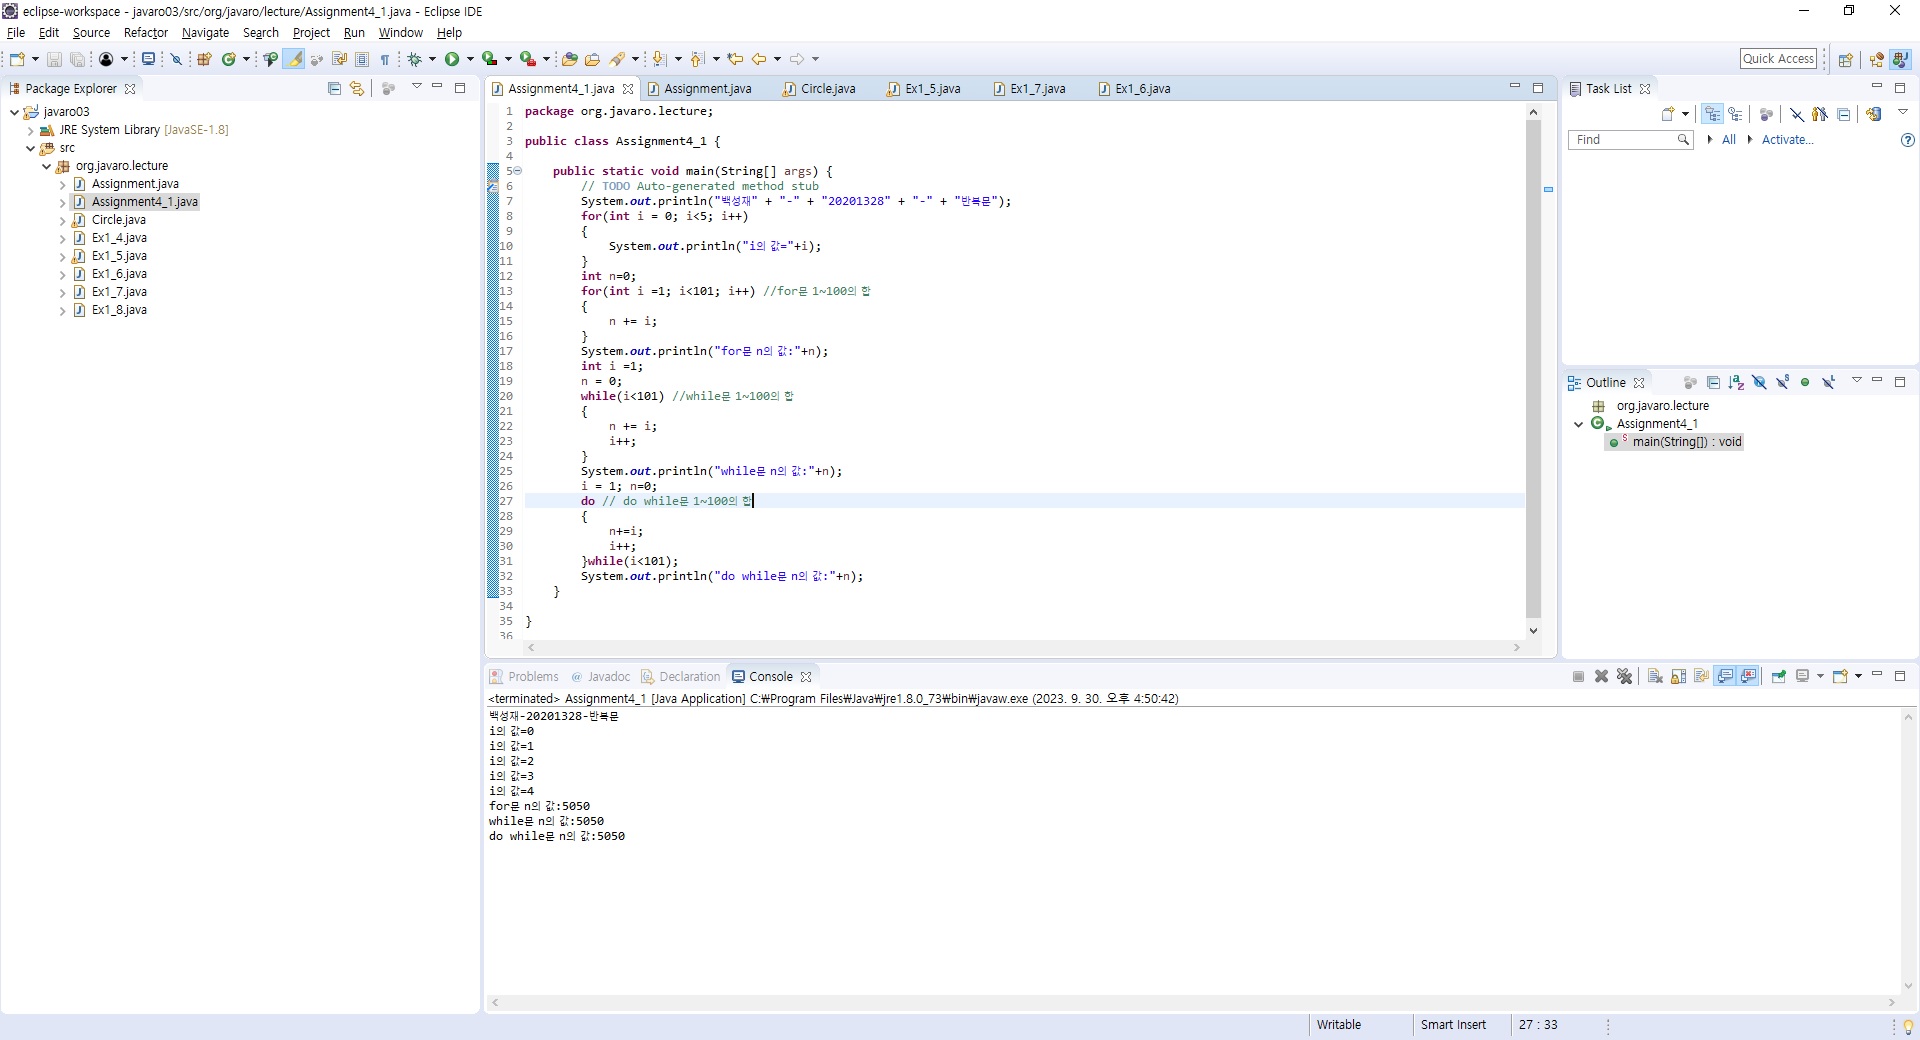 eclipse-workspace - javaro03/src/org/javaro/lecture/Assignment4_1.java - Eclipse IDE
File Edit Source Refactor Navigate Search Project Run Window Help
Quick Access
Package Explorer
javaro03
JRE System Library [JavaSE-1.8]
src
org.javaro.lecture
Assignment.java
Assignment4_1.java
Circle.java
Ex1_4.java
Ex1_5.java
Ex1_6.java
Ex1_7.java
Ex1_8.java
Assignment4_1.java Assignment.java Circle.java Ex1_5.java Ex1_7.java Ex1_6.java
1 package org.javaro.lecture;
2
3 public class Assignment4_1 {
4
5 public static void main(String[] args) {
6 // TODO Auto-generated method stub
7 System.out.println("백성재" + "-" + "20201328" + "-" + "반복문");
8 for(int i = 0; i<5; i++)
9 {
10 System.out.println("i의 값="+i);
11 }
12 int n=0;
13 for(int i =1; i<101; i++) //for문 1~100의 합
14 {
15 n += i;
16 }
17 System.out.println("for문 n의 값:"+n);
18 int i =1;
19 n = 0;
20 while(i<101) //while문 1~100의 합
21 {
22 n += i;
23 i++;
24 }
25 System.out.println("while문 n의 값:"+n);
26 i = 1; n=0;
27 do // do while문 1~100의 합
28 {
29 n+=i;
30 i++;
31 }while(i<101);
32 System.out.println("do while문 n의 값:"+n);
33 }
34
35 }
36
Task List
Find All Activate...
Outline
org.javaro.lecture
Assignment4_1
main(String[]) : void
Problems Javadoc Declaration Console
<terminated> Assignment4_1 [Java Application] C:₩Program Files₩Java₩jre1.8.0_73₩bin₩javaw.exe (2023. 9. 30. 오후 4:50:42)
백성재-20201328-반복문
i의 값=0
i의 값=1
i의 값=2
i의 값=3
i의 값=4
for문 n의 값:5050
while문 n의 값:5050
do while문 n의 값:5050
Writable Smart Insert 27 : 33